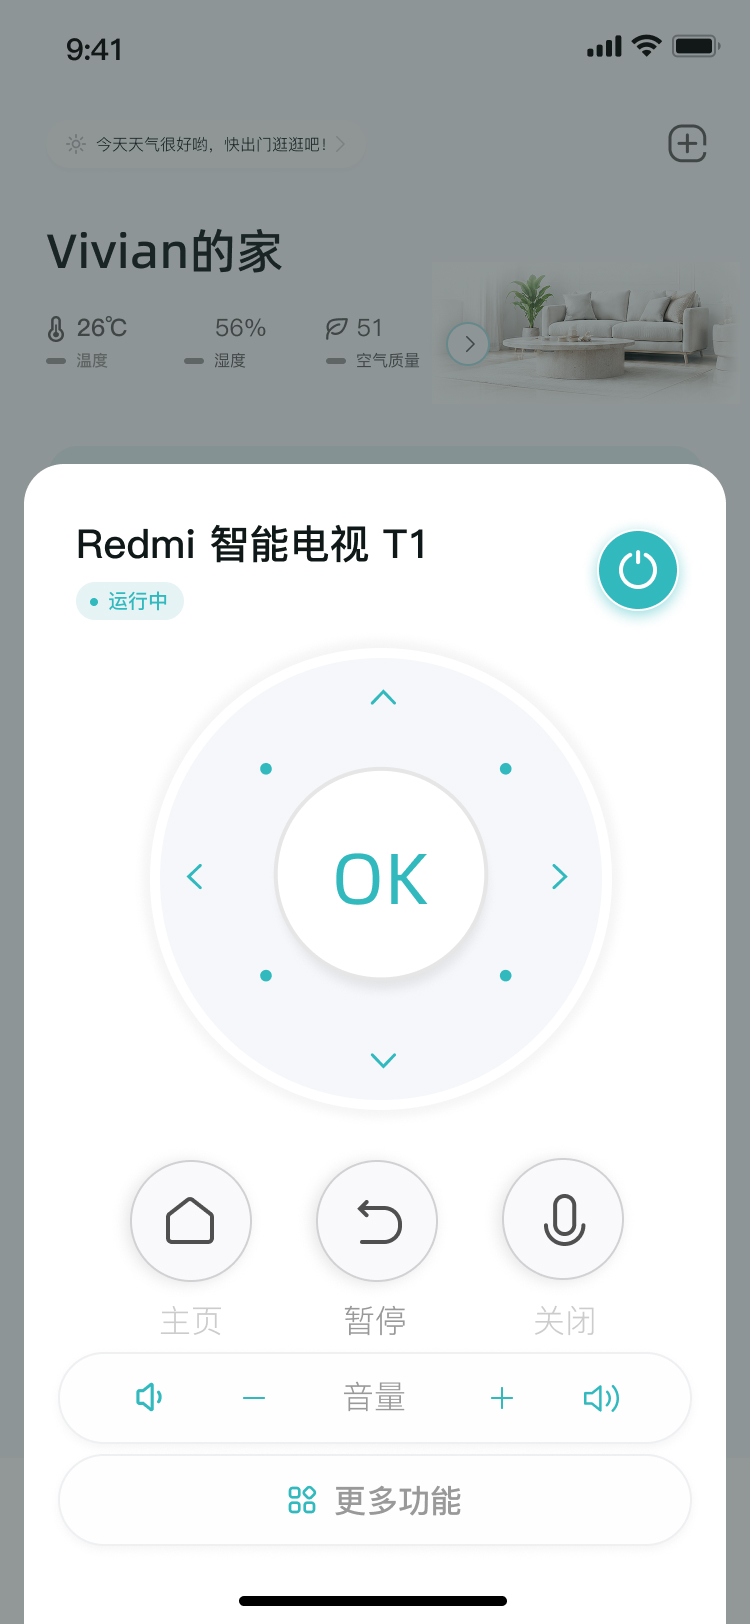 9:41
今天天气很好哟，快出门逛逛吧！
Vivian的家
26℃ 56% 51
温度 湿度 空气质量
Redmi 智能电视 T1
运行中
OK
主页 暂停 关闭
音量
更多功能